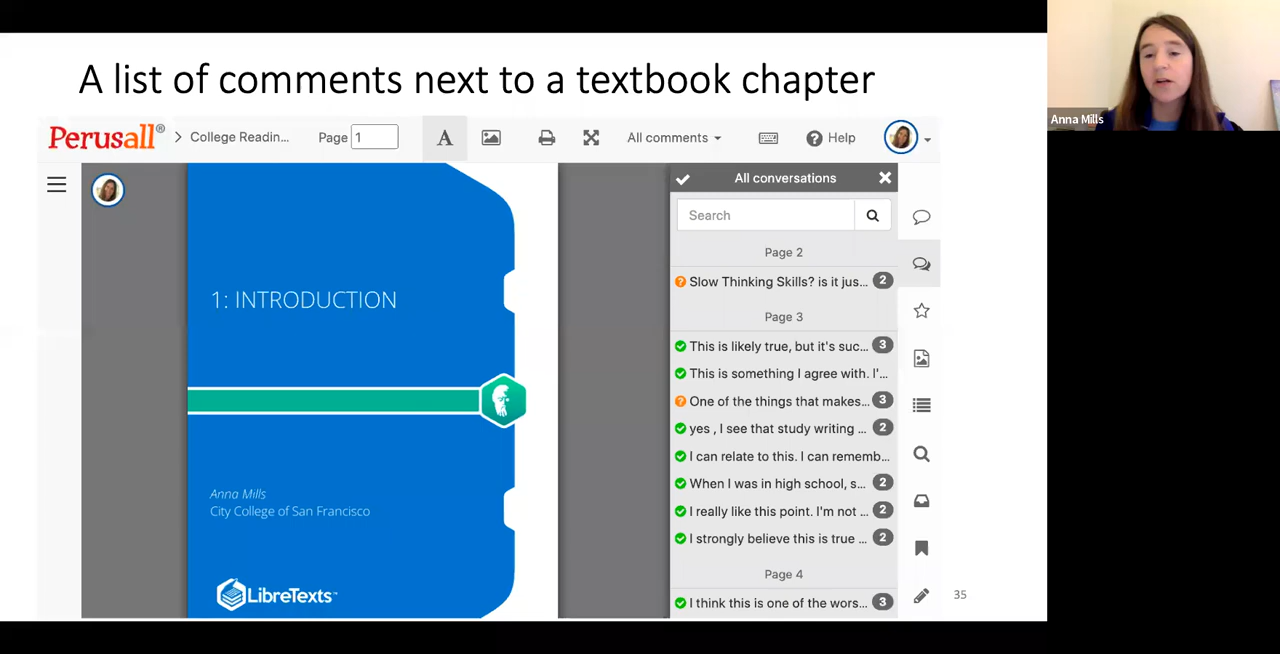 A list of comments next to a textbook chapter
Anna Mills
Perusall® > College Readin... Page 1 A All comments Help
All conversations
Search
1: INTRODUCTION
Anna Mills
City College of San Francisco
LibreTexts™
Page 2
Slow Thinking Skills? is it jus... 2
Page 3
This is likely true, but it's suc... 3
This is something I agree with. I'...
One of the things that makes... 3
yes , I see that study writing ... 2
I can relate to this. I can rememb...
When I was in high school, s... 2
I really like this point. I'm not ... 2
I strongly believe this is true ... 2
Page 4
I think this is one of the wors... 3
35